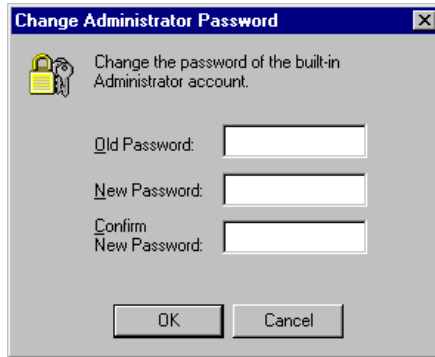 Change Administrator Password
Change the password of the built-in
Administrator account.
Old Password:
New Password:
Confirm
New Password:
OK Cancel